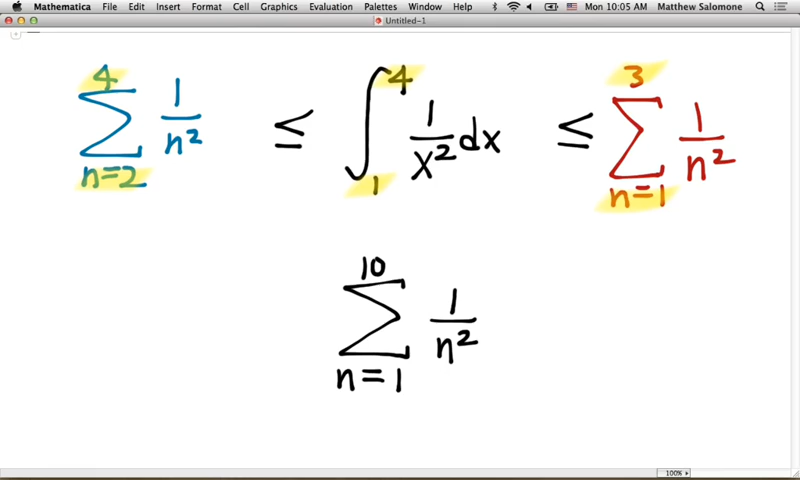 Mathematica File Edit Insert Format Cell Graphics Evaluation Palettes Window Help Mon 10:05 AM Matthew Salomone
Untitled-1
4 ∑ n=2 1/n² ≤ ∫ 4 1 1/x² dx ≤ 3 ∑ n=1 1/n²
10 ∑ n=1 1/n²
100%